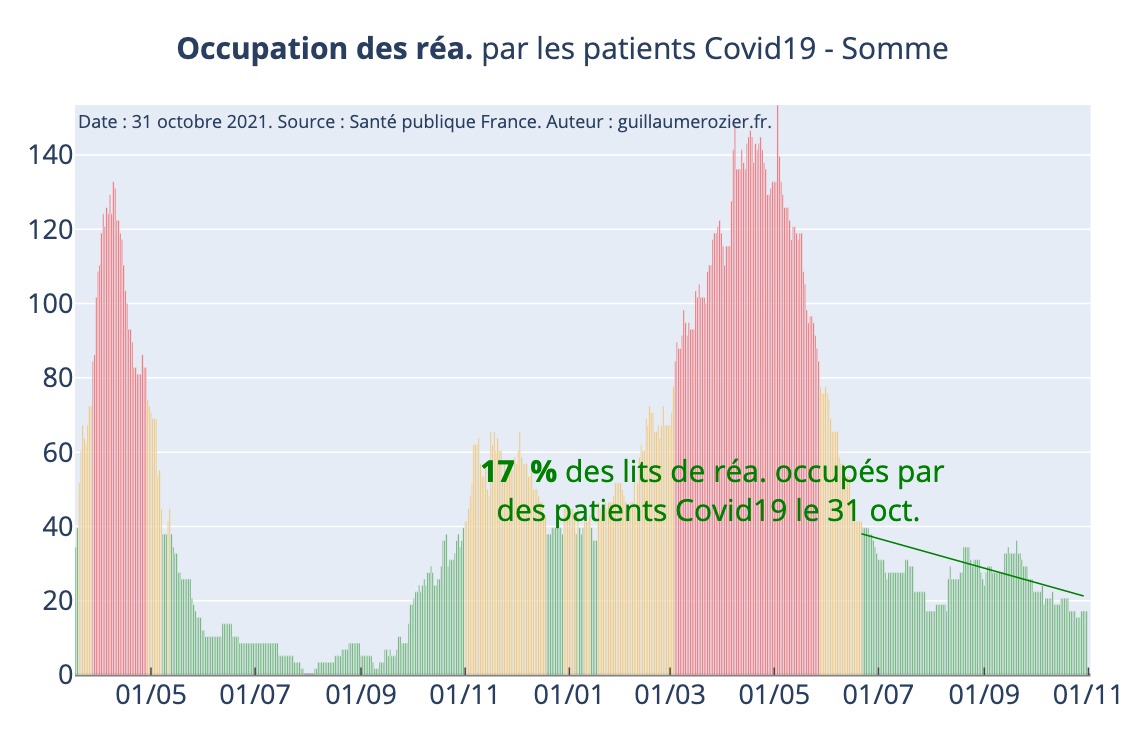 Occupation des réa. par les patients Covid19 - Somme
Date : 31 octobre 2021. Source : Santé publique France. Auteur : guillaumerozier.fr.
140
120
100
80
60
40
20
0
17 % des lits de réa. occupés par
des patients Covid19 le 31 oct.
01/05 01/07 01/09 01/11 01/01 01/03 01/05 01/07 01/09 01/11